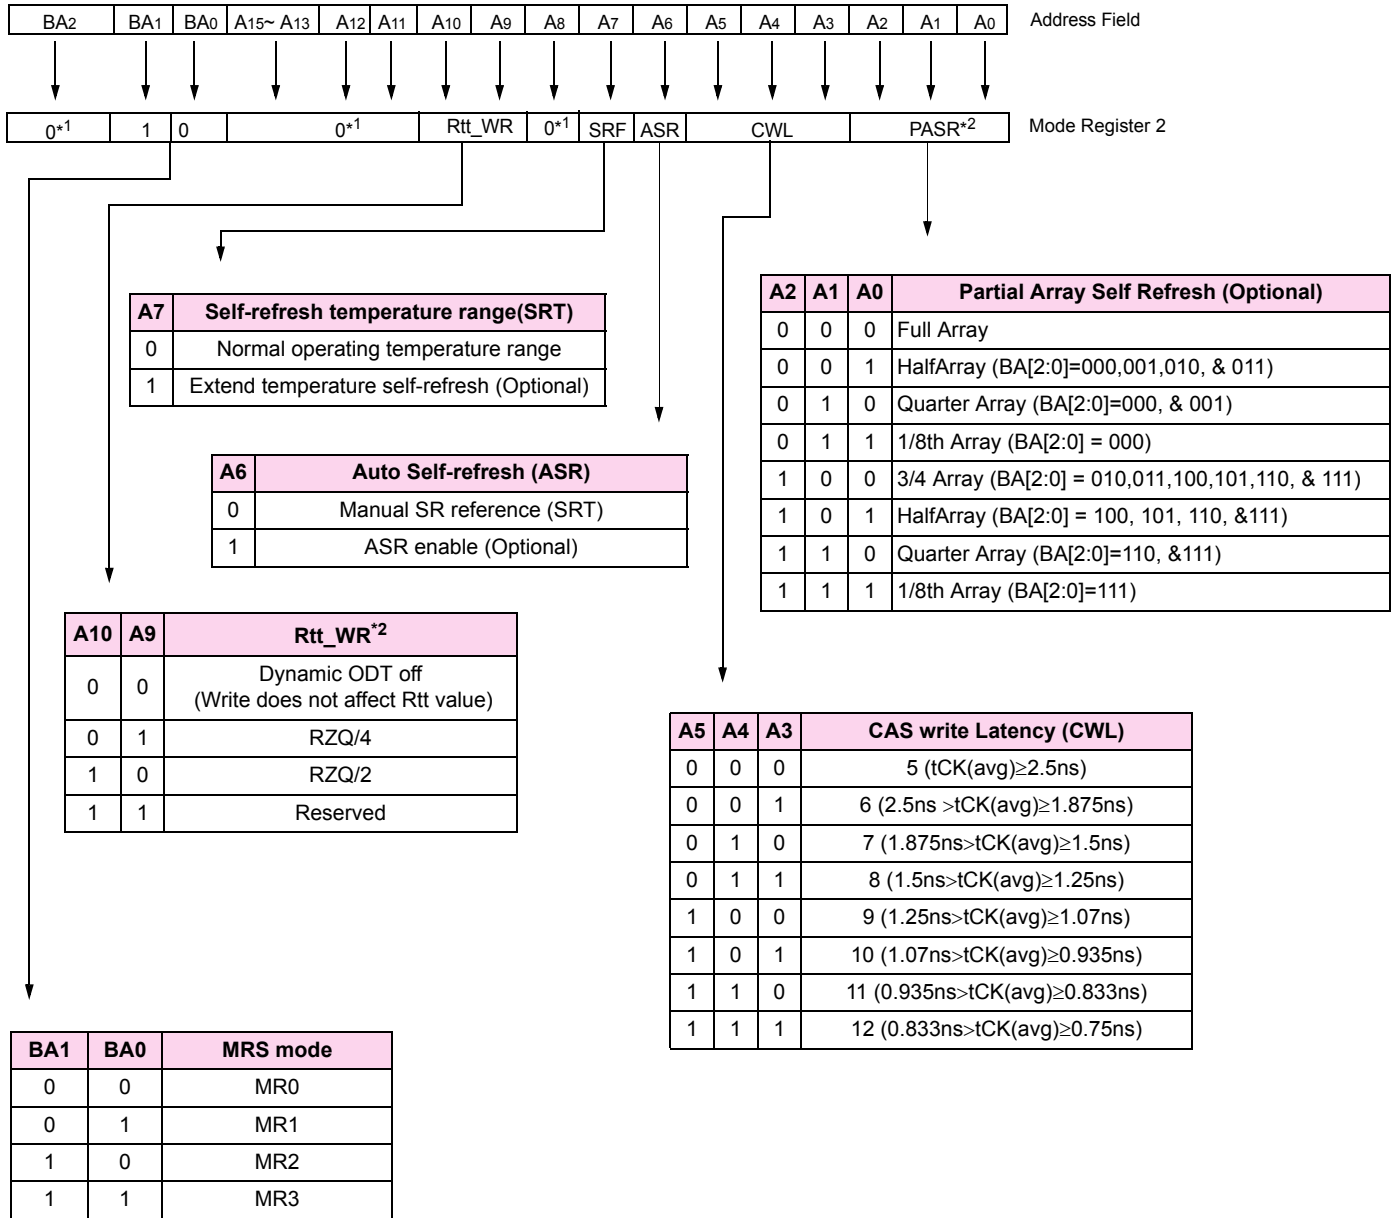 BA2 BA1 BA0 A15~ A13 A12 A11 A10 A9 A8 A7 A6 A5 A4 A3 A2 A1 A0 Address Field
0*1 1 0 0*1 Rtt_WR 0*1 SRF ASR CWL PASR*2 Mode Register 2
A7 Self-refresh temperature range(SRT)
0 Normal operating temperature range
1 Extend temperature self-refresh (Optional)
A2 A1 A0 Partial Array Self Refresh (Optional)
0 0 0 Full Array
0 0 1 HalfArray (BA[2:0]=000,001,010, & 011)
0 1 0 Quarter Array (BA[2:0]=000, & 001)
0 1 1 1/8th Array (BA[2:0] = 000)
1 0 0 3/4 Array (BA[2:0] = 010,011,100,101,110, & 111)
1 0 1 HalfArray (BA[2:0] = 100, 101, 110, &111)
1 1 0 Quarter Array (BA[2:0]=110, &111)
1 1 1 1/8th Array (BA[2:0]=111)
A6 Auto Self-refresh (ASR)
0 Manual SR reference (SRT)
1 ASR enable (Optional)
A10 A9 Rtt_WR*2
0 0 Dynamic ODT off
(Write does not affect Rtt value)
0 1 RZQ/4
1 0 RZQ/2
1 1 Reserved
A5 A4 A3 CAS write Latency (CWL)
0 0 0 5 (tCK(avg)≥2.5ns)
0 0 1 6 (2.5ns >tCK(avg)≥1.875ns)
0 1 0 7 (1.875ns>tCK(avg)≥1.5ns)
0 1 1 8 (1.5ns>tCK(avg)≥1.25ns)
1 0 0 9 (1.25ns>tCK(avg)≥1.07ns)
1 0 1 10 (1.07ns>tCK(avg)≥0.935ns)
1 1 0 11 (0.935ns>tCK(avg)≥0.833ns)
1 1 1 12 (0.833ns>tCK(avg)≥0.75ns)
BA1 BA0 MRS mode
0 0 MR0
0 1 MR1
1 0 MR2
1 1 MR3